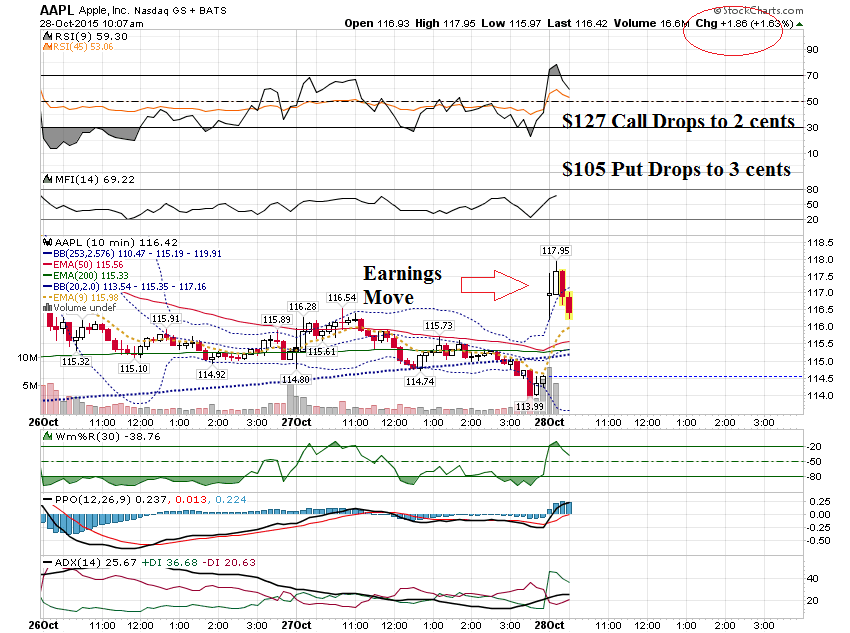 AAPL Apple, Inc. Nasdaq GS + BATS
© StockCharts.com
28-Oct-2015 10:07am
Open 116.93 High 117.95 Low 115.97 Last 116.42 Volume 16.6M Chg +1.86 (+1.63%)
RSI(9) 59.30
RSI(45) 53.06
90
70
50
30
10
$127 Call Drops to 2 cents
$105 Put Drops to 3 cents
MFI(14) 69.22
80
50
20
AAPL (10 min) 116.42
BB(253,2.576) 110.47 - 115.19 - 119.91
EMA(50) 115.56
EMA(200) 115.33
BB(20,2.0) 113.54 - 115.35 - 117.16
EMA(9) 115.98
Volume undef
Earnings
Move
117.95
116.54
116.28
115.91
115.89
115.73
115.61
115.32
115.10
114.92
114.80
114.74
113.99
118.5
118.0
117.5
117.0
116.5
116.0
115.5
115.0
114.5
114.0
10M
5M
26Oct 11:00 12:00 1:00 2:00 3:00 27Oct 11:00 12:00 1:00 2:00 3:00 28Oct 11:00 12:00 1:00 2:00 3:00
Wm%R(30) -38.76
-20
-50
-80
PPO(12,26,9) 0.237, 0.013, 0.224
0.25
0.00
-0.25
-0.50
ADX(14) 25.67 +DI 36.68 -DI 20.63
40
20
26Oct 11:00 12:00 1:00 2:00 3:00 27Oct 11:00 12:00 1:00 2:00 3:00 28Oct 11:00 12:00 1:00 2:00 3:00